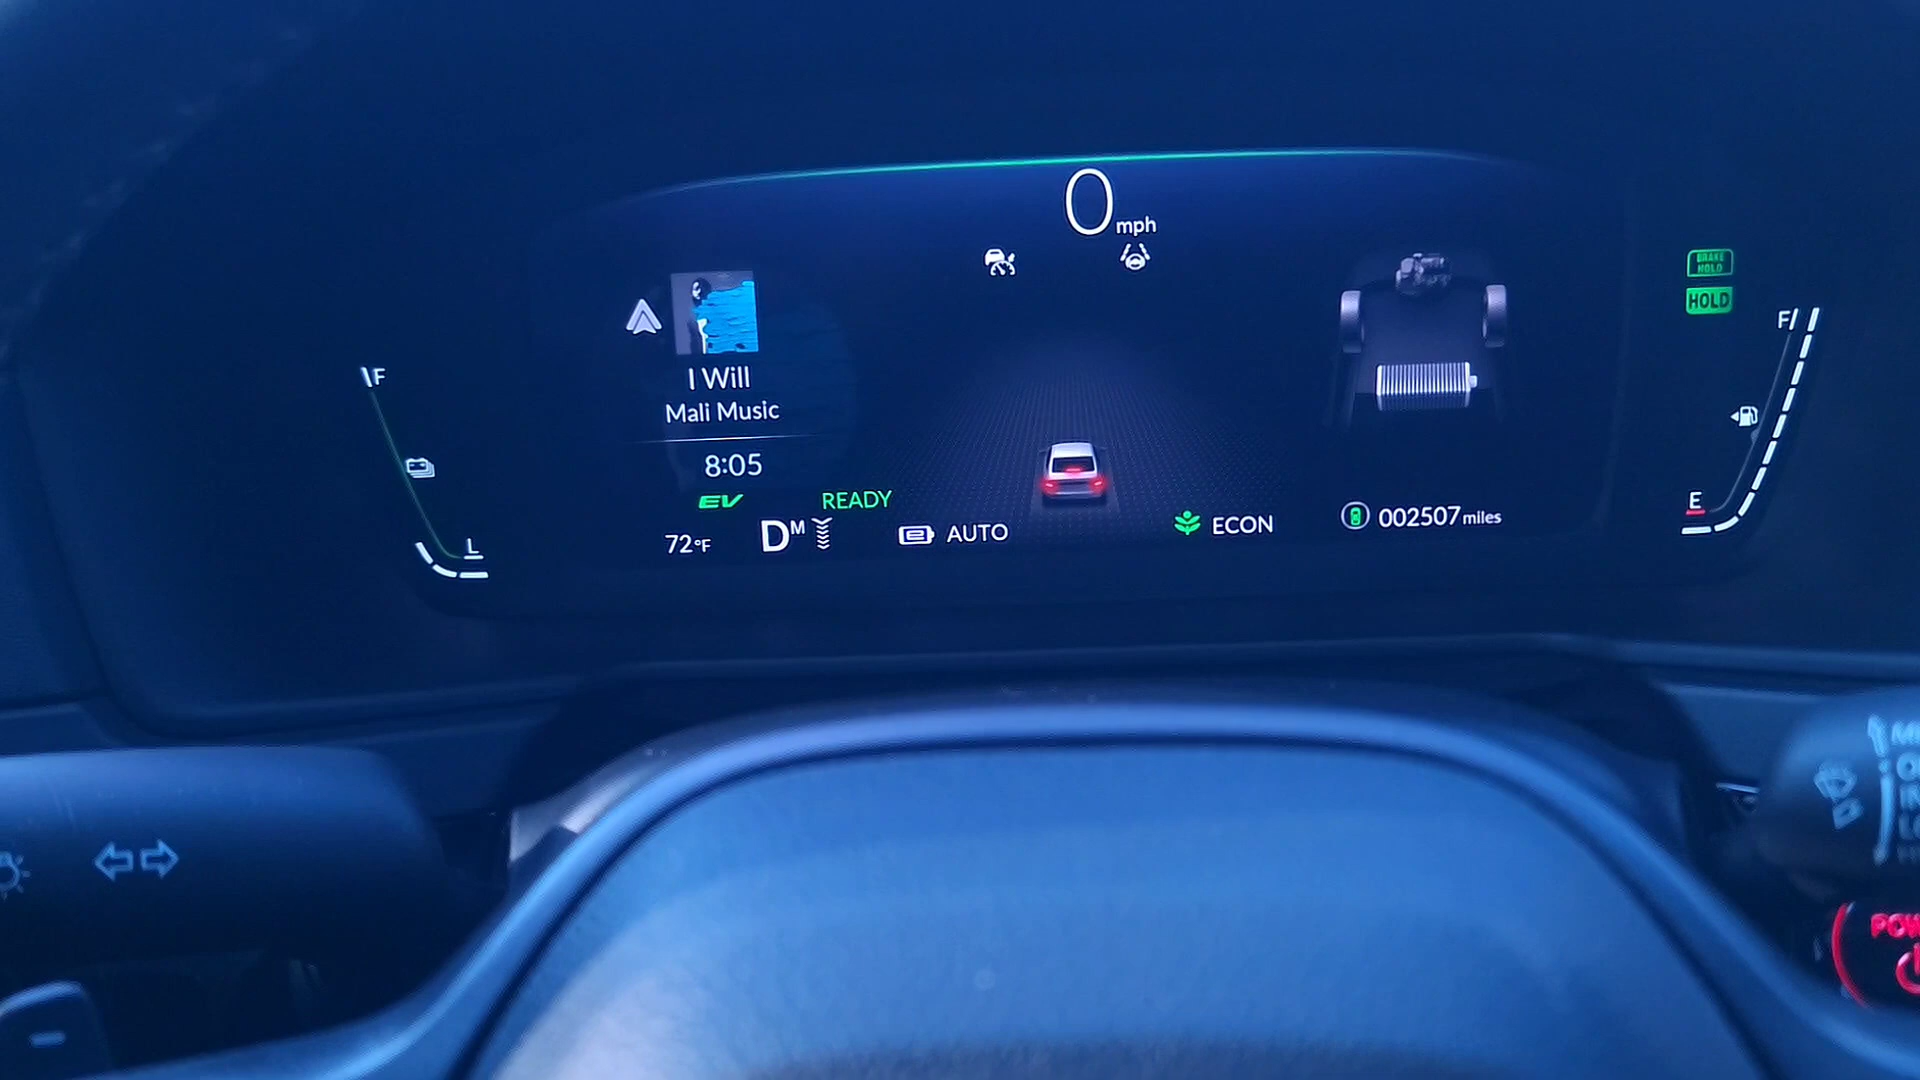 0 mph
BRAKE
HOLD
HOLD
F
F
I Will
Mali Music
8:05
EV
READY
E
L
72°F
DM
AUTO
ECON
002507 miles